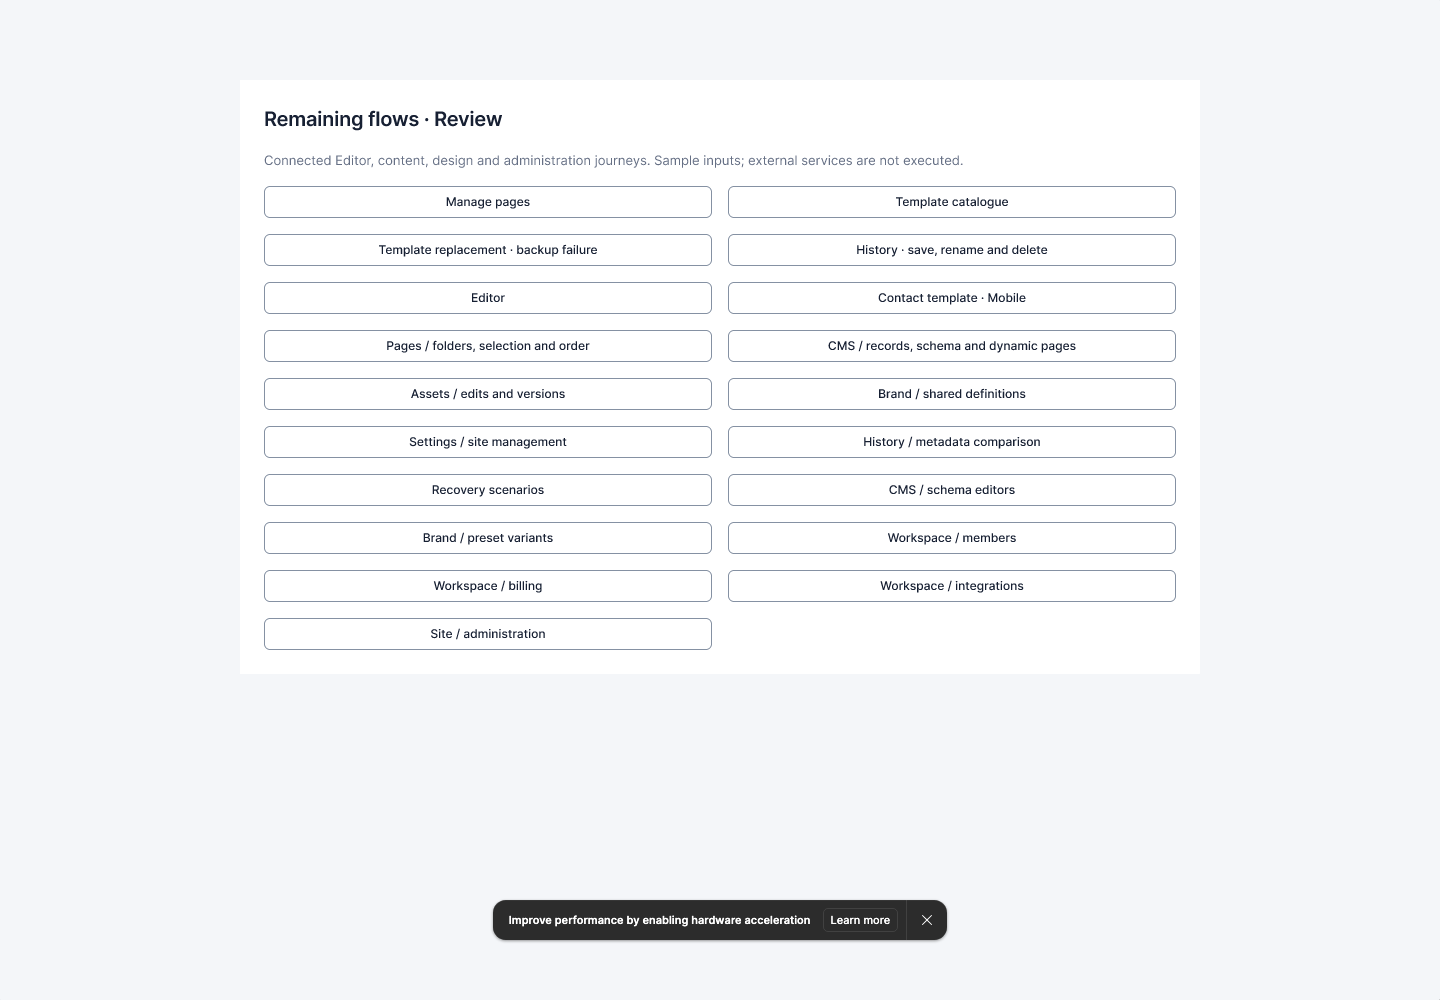 Remaining flows · Review
Connected Editor, content, design and administration journeys. Sample inputs; external services are not executed.
Manage pages
Template catalogue
Template replacement · backup failure
History · save, rename and delete
Editor
Contact template · Mobile
Pages / folders, selection and order
CMS / records, schema and dynamic pages
Assets / edits and versions
Brand / shared definitions
Settings / site management
History / metadata comparison
Recovery scenarios
CMS / schema editors
Brand / preset variants
Workspace / members
Workspace / billing
Workspace / integrations
Site / administration
Improve performance by enabling hardware acceleration
Learn more